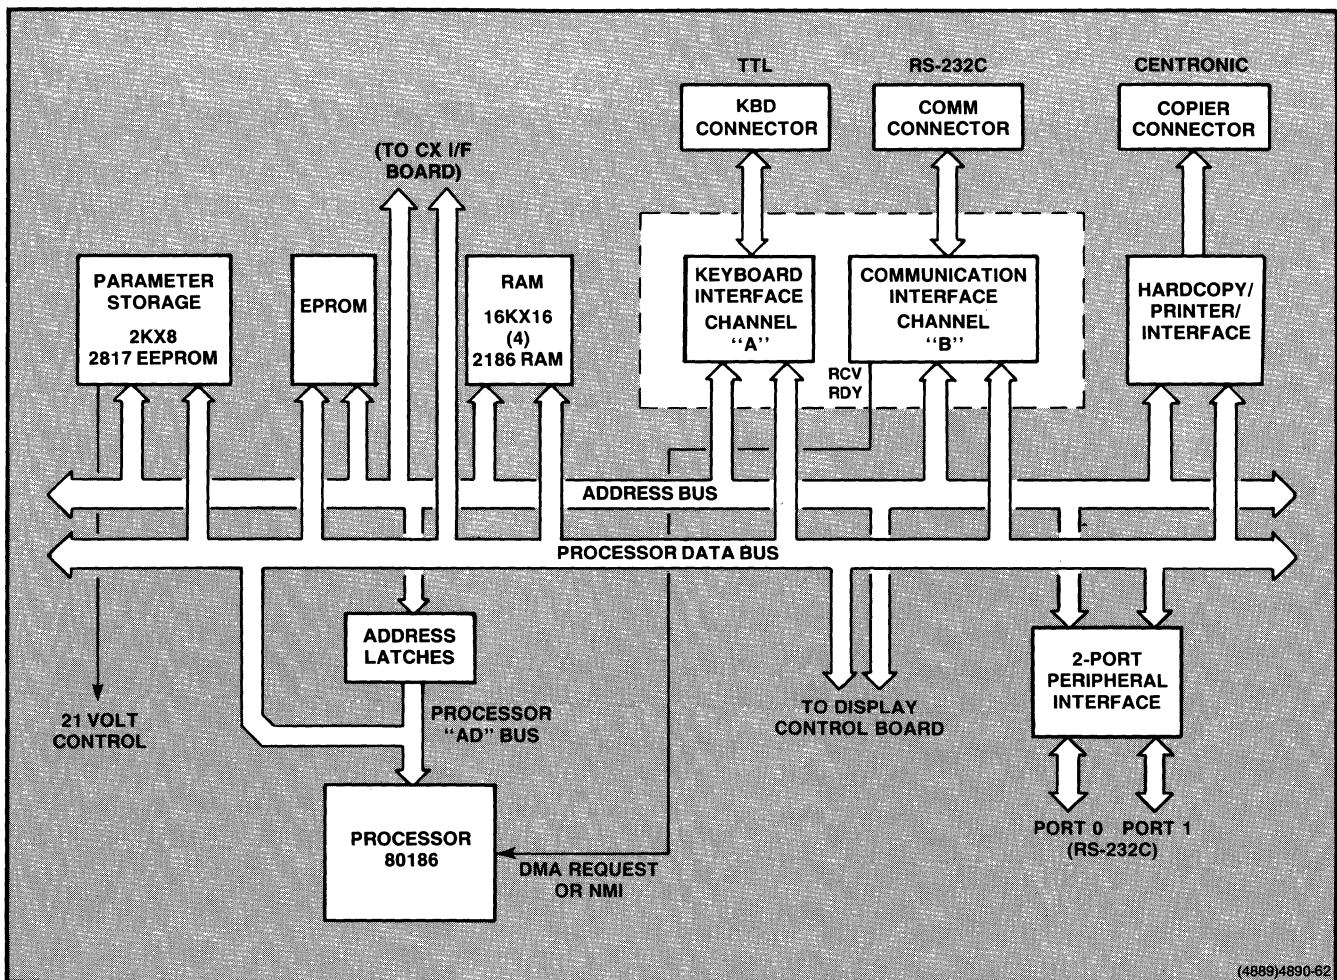 TTL
RS-232C
CENTRONIC
KBD
CONNECTOR
COMM
CONNECTOR
COPIER
CONNECTOR
(TO CX I/F
BOARD)
PARAMETER
STORAGE
2KX8
2817 EEPROM
EPROM
RAM
16KX16
(4)
2186 RAM
KEYBOARD
INTERFACE
CHANNEL
"A"
COMMUNICATION
INTERFACE
CHANNEL
"B"
HARDCOPY/
PRINTER/
INTERFACE
RCV
RDY
ADDRESS BUS
PROCESSOR DATA BUS
ADDRESS
LATCHES
2-PORT
PERIPHERAL
INTERFACE
21 VOLT
CONTROL
PROCESSOR
"AD" BUS
TO DISPLAY
CONTROL BOARD
PROCESSOR
80186
DMA REQUEST
OR NMI
PORT 0 PORT 1
(RS-232C)
(4889)4890-62